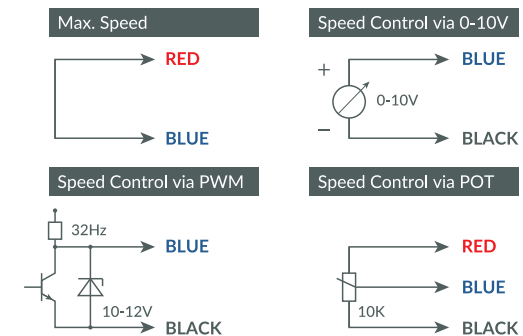 Max. Speed
RED
BLUE
Speed Control via 0-10V
BLUE
+
0-10V
–
BLACK
Speed Control via PWM
32Hz
BLUE
10-12V
BLACK
Speed Control via POT
RED
BLUE
10K
BLACK